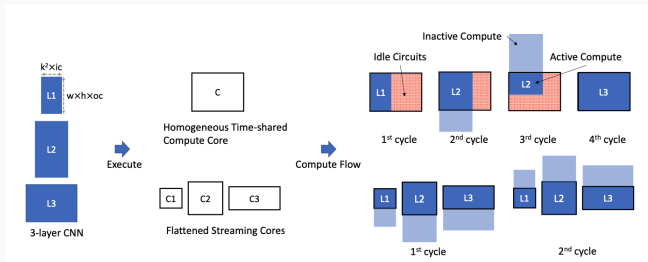 k²×ic
L1
w×h×oc
L2
L3
3-layer CNN
Execute
C
Homogeneous Time-shared
Compute Core
C1 C2 C3
Flattened Streaming Cores
Compute Flow
Inactive Compute
Idle Circuits
Active Compute
L1 L2 L2 L3
1st cycle 2nd cycle 3rd cycle 4th cycle
L1 L2 L3 L1 L2 L3
1st cycle 2nd cycle